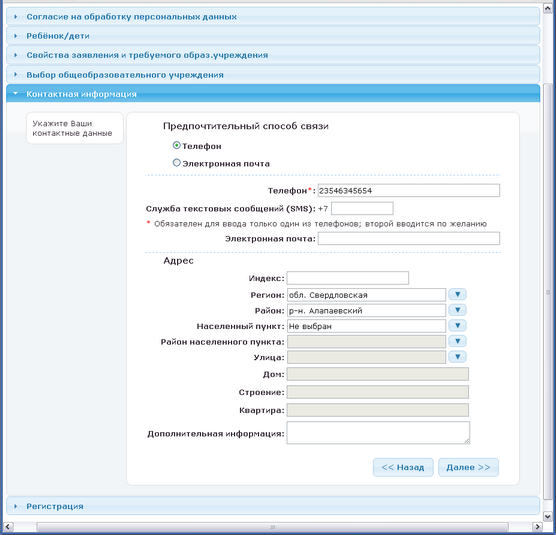 Согласие на обработку персональных данных
Ребёнок/дети
Свойства заявления и требуемого образ.учреждения
Выбор общеобразовательного учреждения
Контактная информация
Укажите Ваши
контактные данные
Предпочтительный способ связи
Телефон
Электронная почта
Телефон*: 23546345654
Служба текстовых сообщений (SMS): +7
* Обязателен для ввода только один из телефонов; второй вводится по желанию
Электронная почта:
Адрес
Индекс:
Регион: обл. Свердловская
Район: р-н. Алапаевский
Населенный пункт: Не выбран
Район населенного пункта:
Улица:
Дом:
Строение:
Квартира:
Дополнительная информация:
<< Назад Далее >>
Регистрация